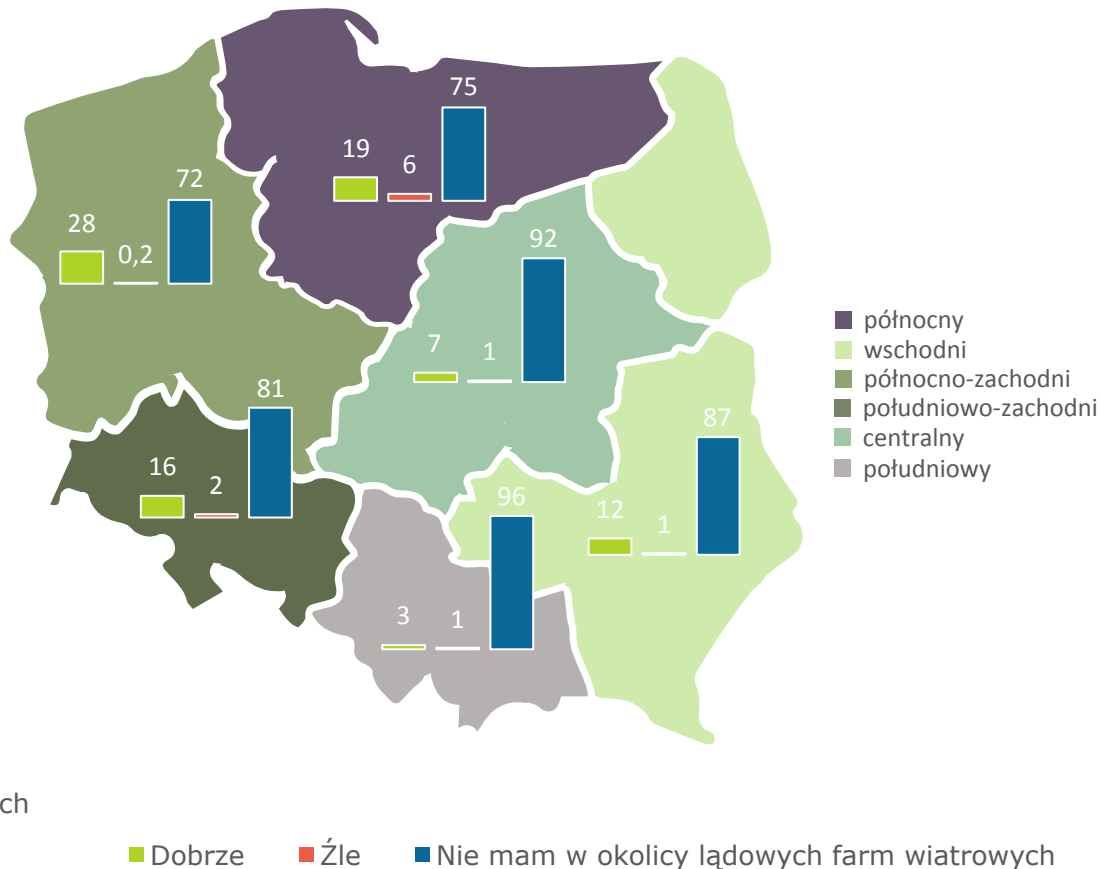 75
19
6
72
28
0,2
92
7
1
północny
wschodni
północno-zachodni
południowo-zachodni
centralny
południowy
81
16
2
87
12
1
96
3
1
ch
Dobrze
Źle
Nie mam w okolicy lądowych farm wiatrowych